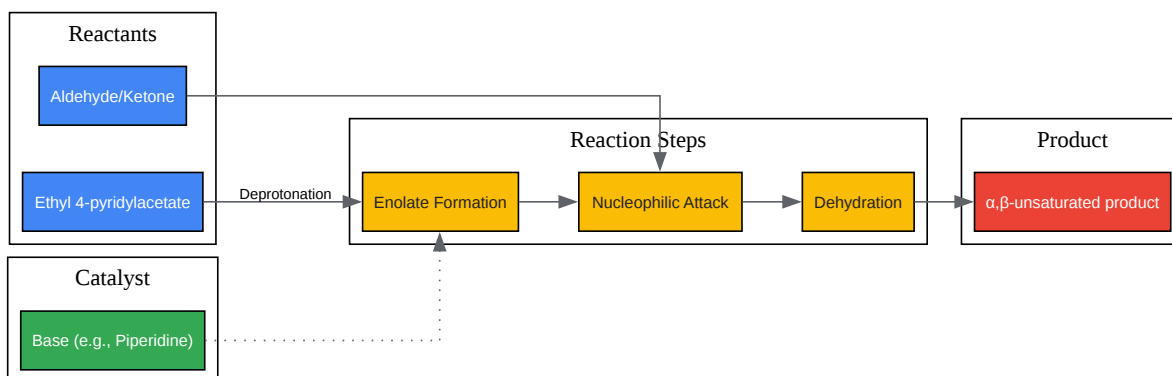 Reactants
Aldehyde/Ketone
Ethyl 4-pyridylacetate
Deprotonation
Reaction Steps
Enolate Formation
Nucleophilic Attack
Dehydration
Product
α,β-unsaturated product
Catalyst
Base (e.g., Piperidine)